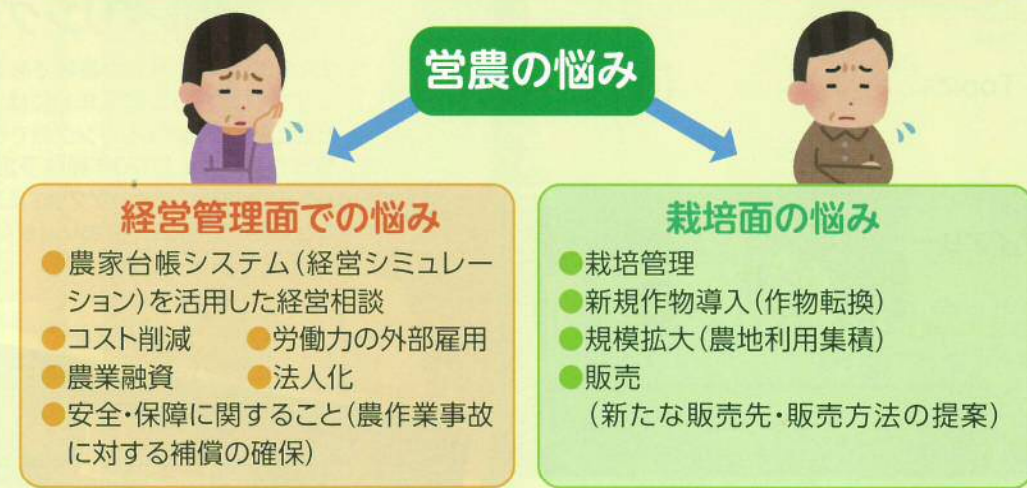 営農の悩み
経営管理面での悩み
●農家台帳システム(経営シミュレー
ション)を活用した経営相談
●コスト削減 ●労働力の外部雇用
●農業融資 ●法人化
●安全・保障に関すること(農作業事故
に対する補償の確保)
栽培面の悩み
●栽培管理
●新規作物導入(作物転換)
●規模拡大(農地利用集積)
●販売
(新たな販売先・販売方法の提案)